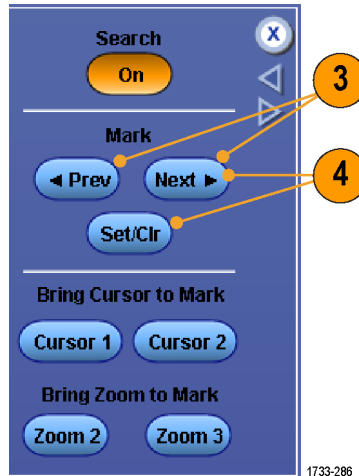 Search
X
On
3
Mark
◄ Prev Next ►
4
Set/Clr
Bring Cursor to Mark
Cursor 1 Cursor 2
Bring Zoom to Mark
Zoom 2 Zoom 3
1733-286